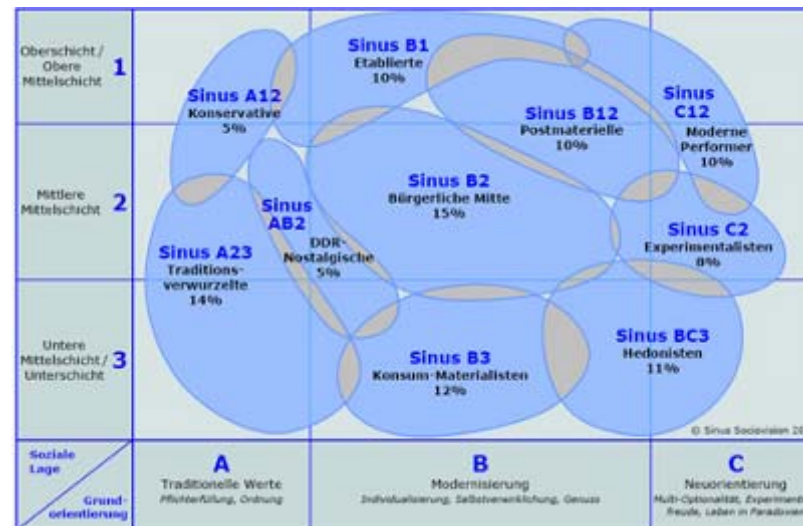 Oberschicht /
Obere
Mittelschicht
1
Mittlere
Mittelschicht
2
Untere
Mittelschicht /
Unterschicht
3
Sinus B1
Etablierte
10%
Sinus A12
Konservative
5%
Sinus B12
Postmaterielle
10%
Sinus
C12
Moderne
Performer
10%
Sinus B2
Bürgerliche Mitte
15%
Sinus
AB2
DDR-
Nostalgische
5%
Sinus A23
Traditions-
verwurzelte
14%
Sinus C2
Experimentalisten
8%
Sinus B3
Konsum-Materialisten
12%
Sinus BC3
Hedonisten
11%
© Sinus Sociovision 20
Soziale
Lage
Grund-
orientierung
A
Traditionelle Werte
Pflichterfüllung, Ordnung
B
Modernisierung
Individualisierung, Selbstverwirklichung, Genuss
C
Neuorientierung
Multi-Optionalität, Experiment
freude, Leben in Paradoxien